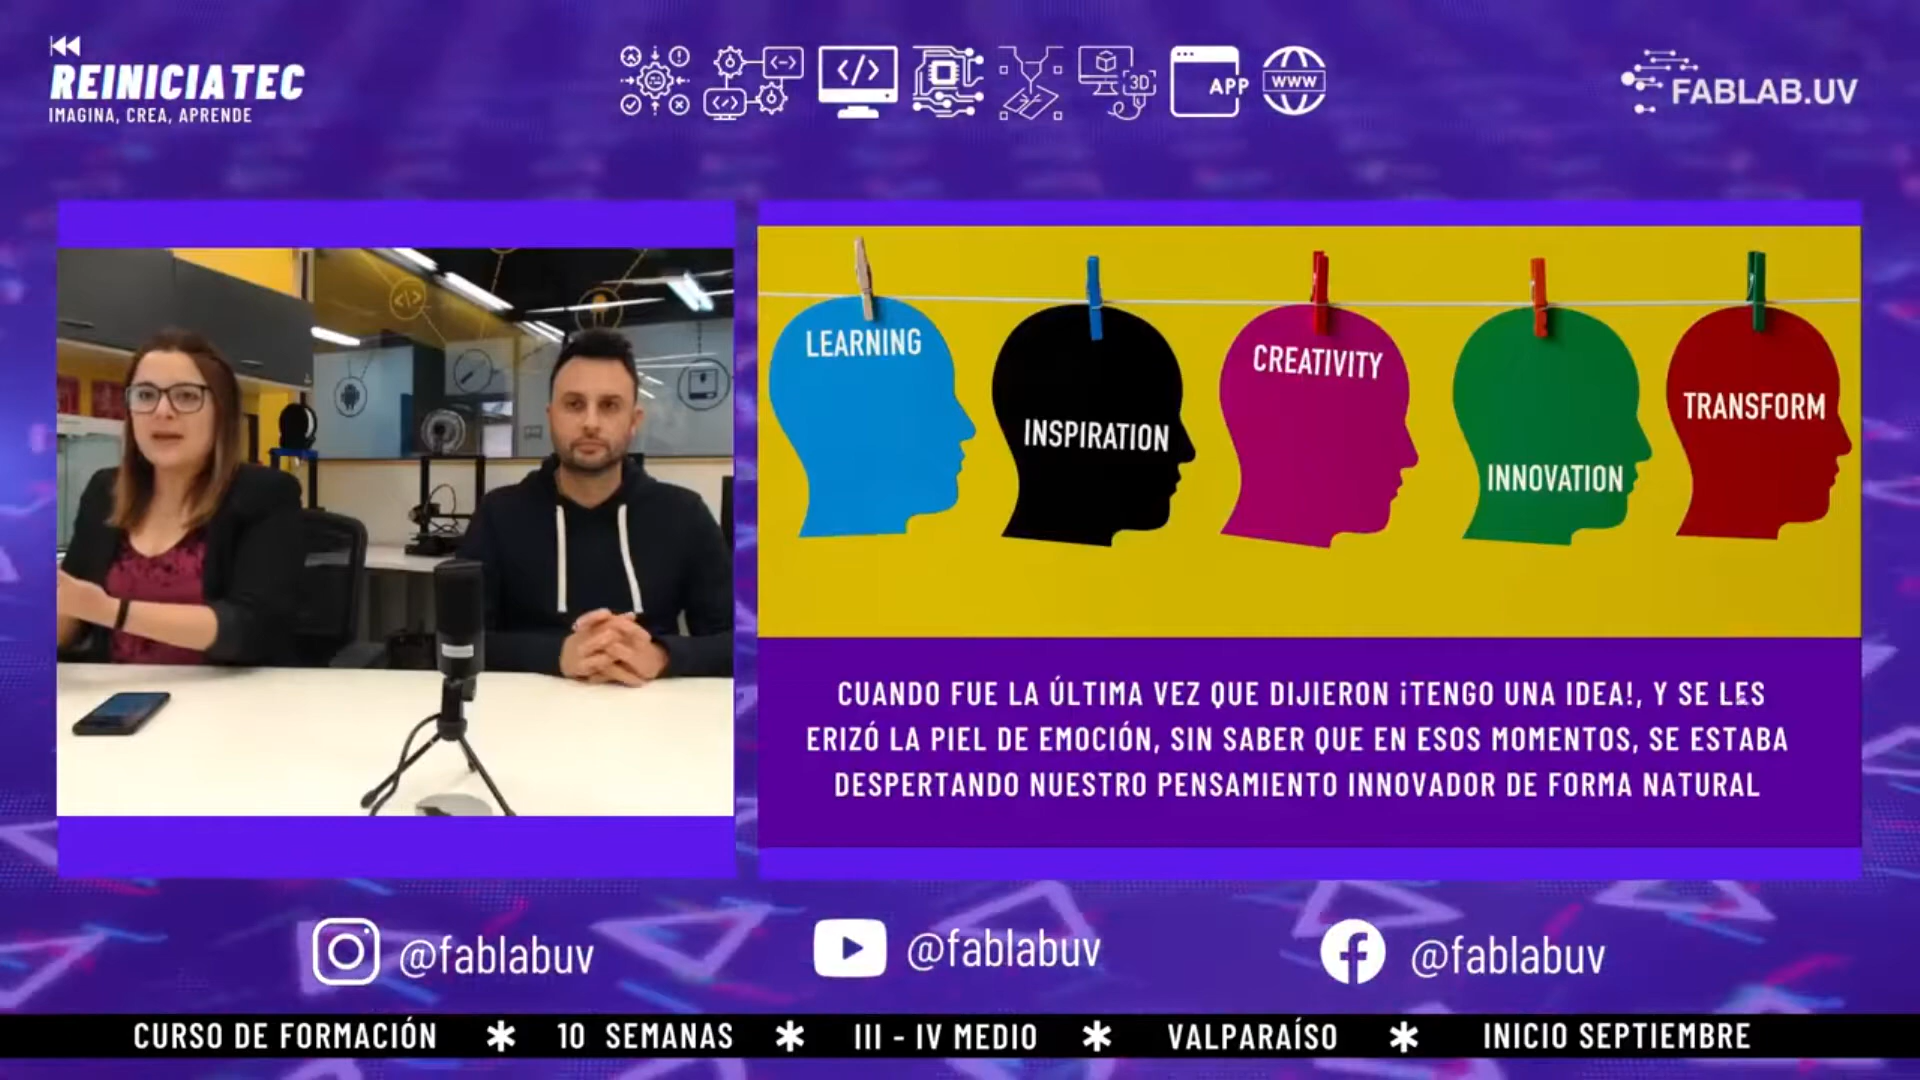 REINICIATEC
IMAGINA, CREA, APRENDE
3D
APP
WWW
FABLAB.UV
LEARNING
INSPIRATION
CREATIVITY
INNOVATION
TRANSFORM
CUANDO FUE LA ÚLTIMA VEZ QUE DIJIERON ¡TENGO UNA IDEA!, Y SE LES
ERIZÓ LA PIEL DE EMOCIÓN, SIN SABER QUE EN ESOS MOMENTOS, SE ESTABA
DESPERTANDO NUESTRO PENSAMIENTO INNOVADOR DE FORMA NATURAL
@fablabuv
@fablabuv
@fablabuv
CURSO DE FORMACIÓN * 10 SEMANAS * III - IV MEDIO * VALPARAÍSO * INICIO SEPTIEMBRE